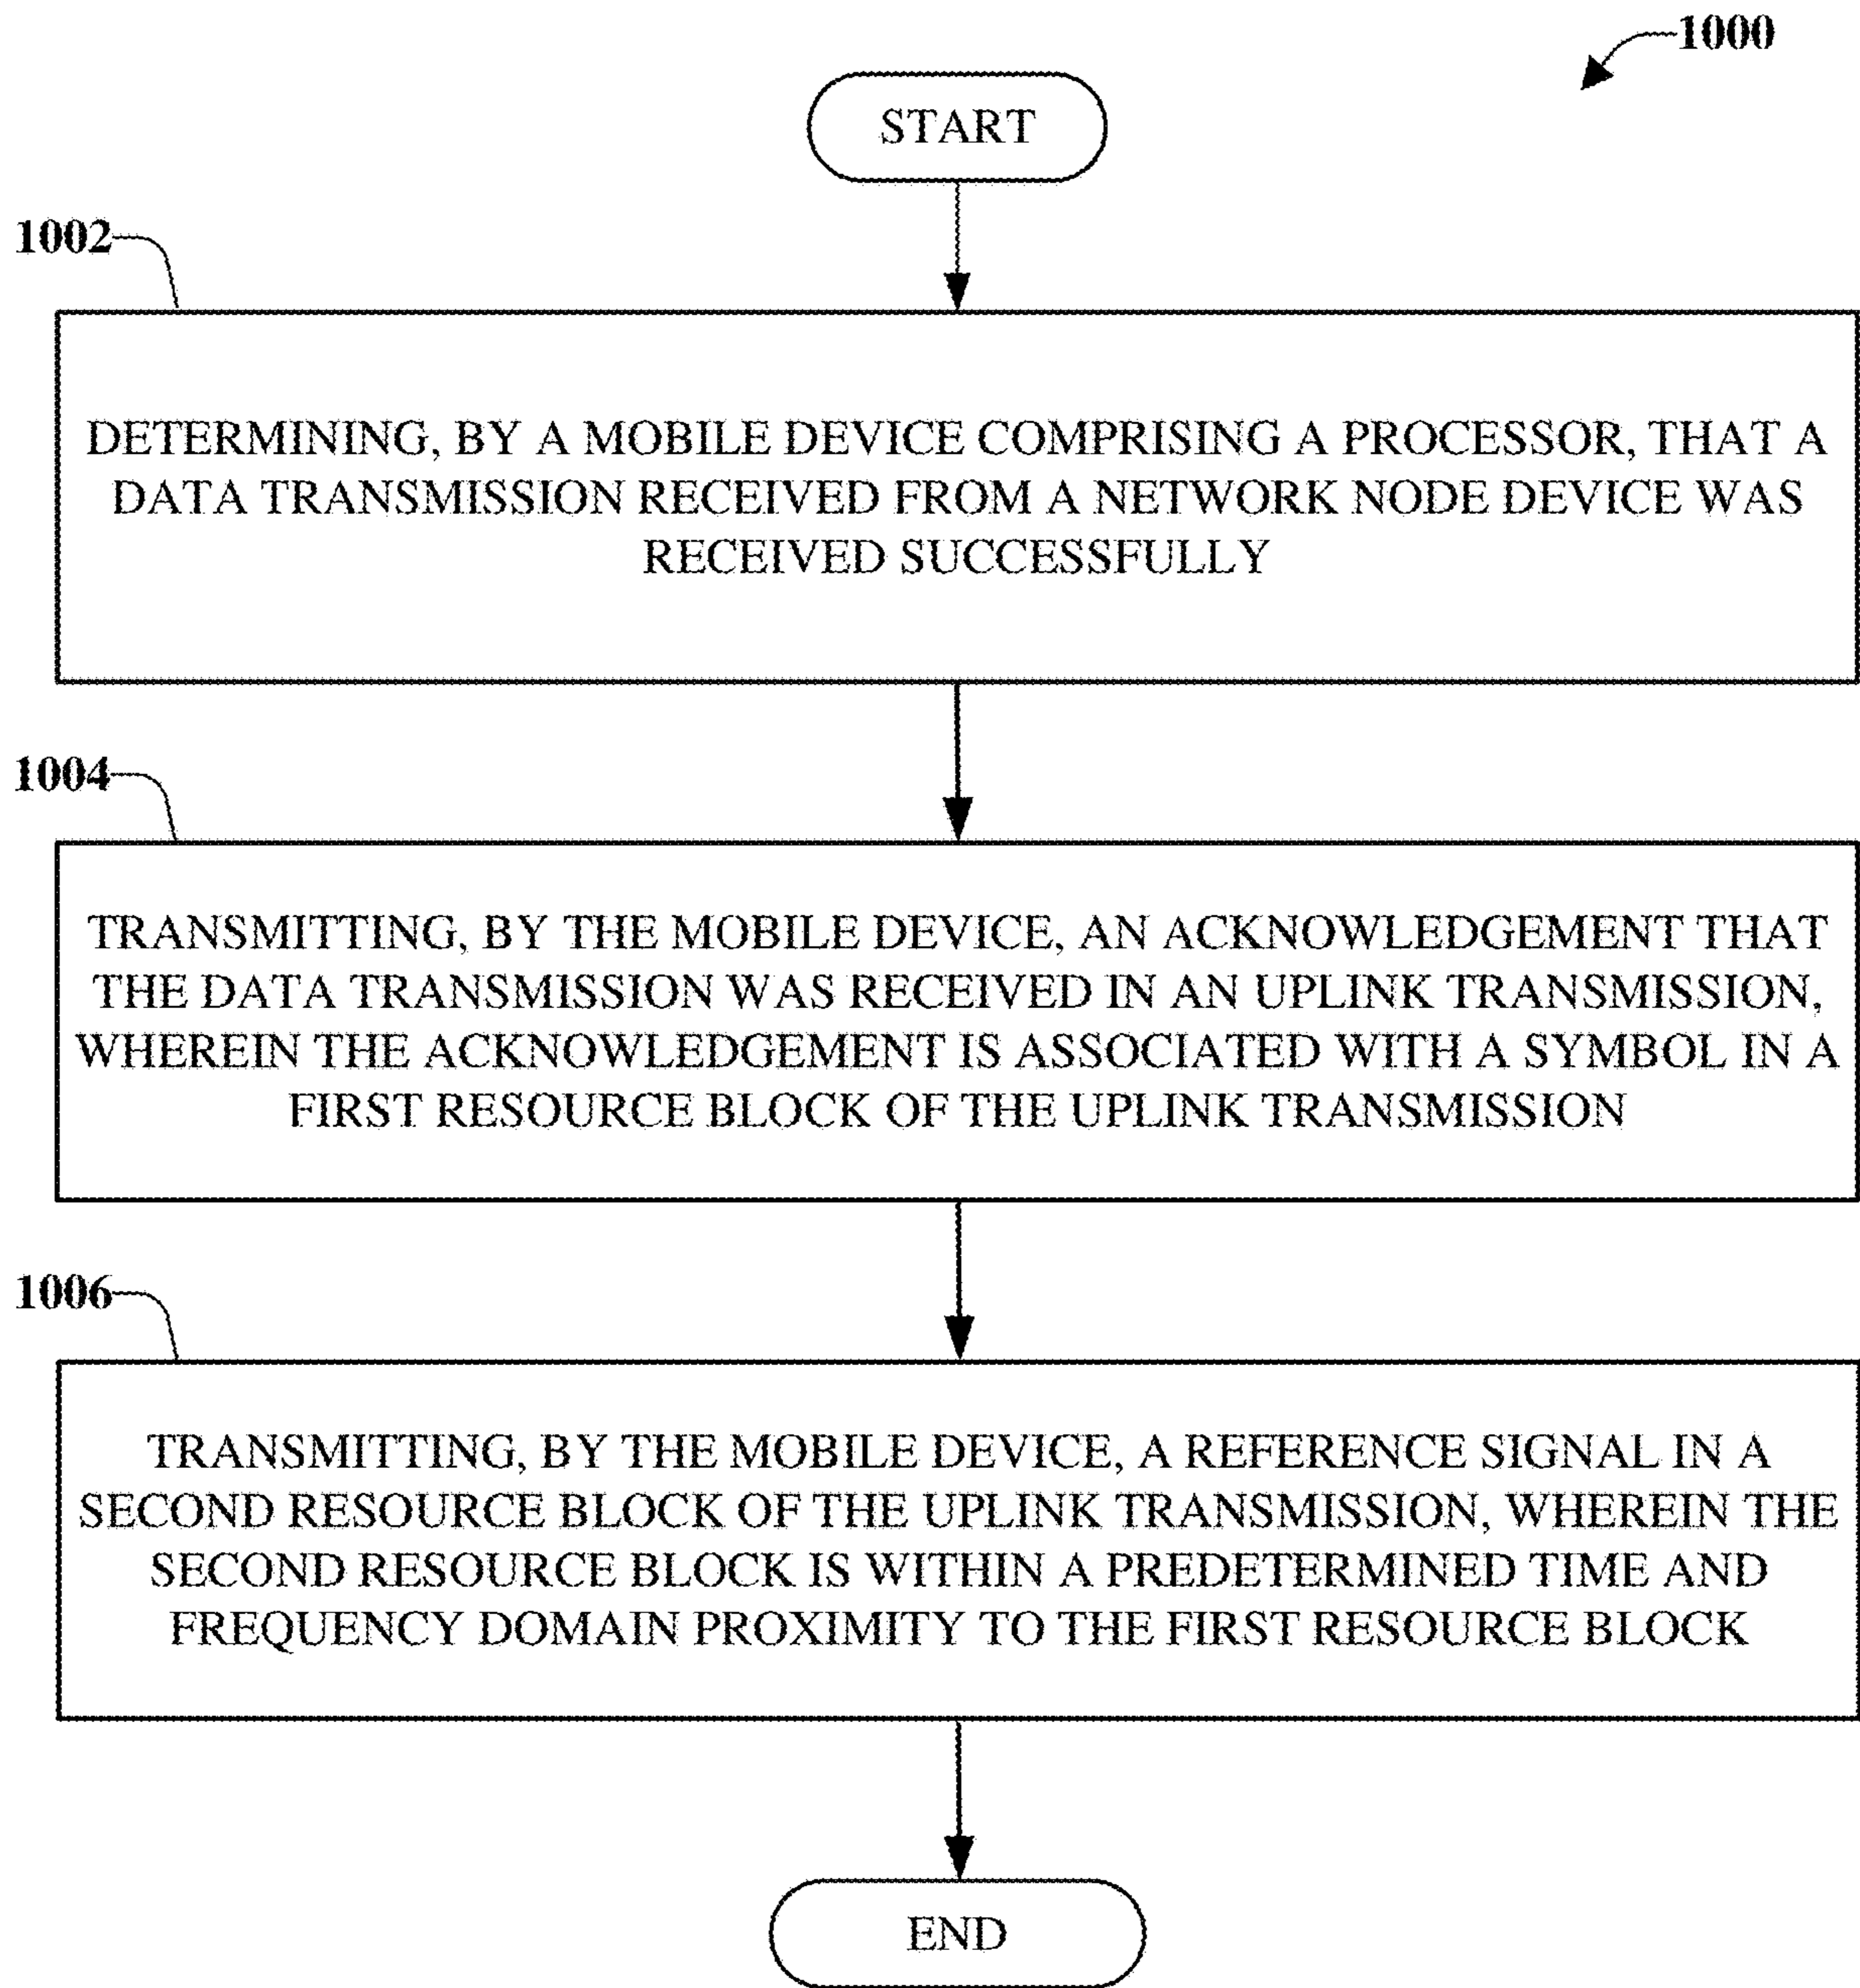 1000
START
1002
DETERMINING, BY A MOBILE DEVICE COMPRISING A PROCESSOR, THAT A
DATA TRANSMISSION RECEIVED FROM A NETWORK NODE DEVICE WAS
RECEIVED SUCCESSFULLY
1004
TRANSMITTING, BY THE MOBILE DEVICE, AN ACKNOWLEDGEMENT THAT
THE DATA TRANSMISSION WAS RECEIVED IN AN UPLINK TRANSMISSION,
WHEREIN THE ACKNOWLEDGEMENT IS ASSOCIATED WITH A SYMBOL IN A
FIRST RESOURCE BLOCK OF THE UPLINK TRANSMISSION
1006
TRANSMITTING, BY THE MOBILE DEVICE, A REFERENCE SIGNAL IN A
SECOND RESOURCE BLOCK OF THE UPLINK TRANSMISSION, WHEREIN THE
SECOND RESOURCE BLOCK IS WITHIN A PREDETERMINED TIME AND
FREQUENCY DOMAIN PROXIMITY TO THE FIRST RESOURCE BLOCK
END